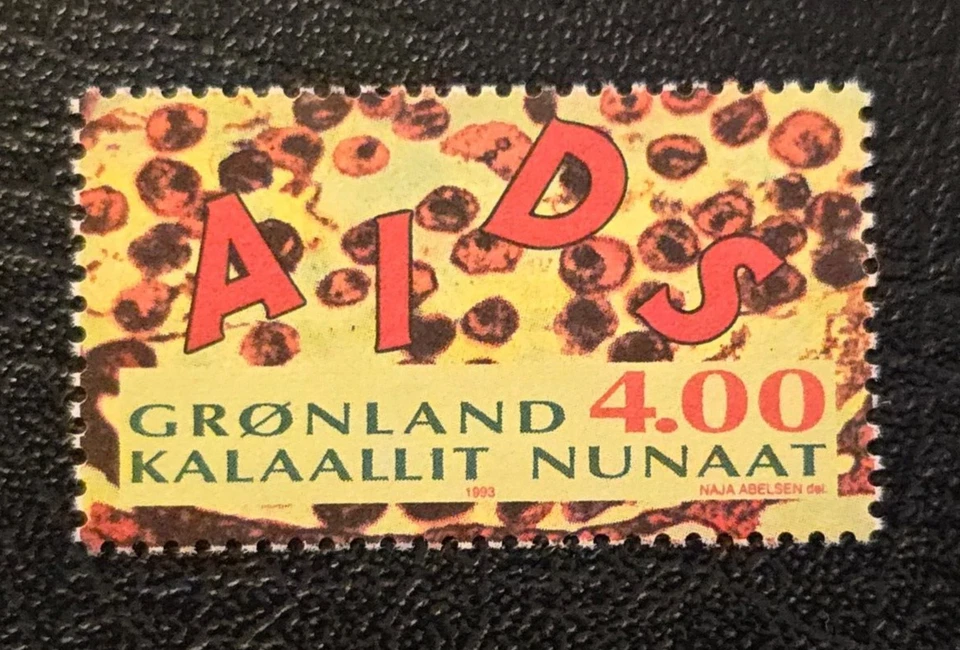 AIDS
GRØNLAND 4.00
KALAALLIT NUNAAT
1993 NAJA ABELSEN del.